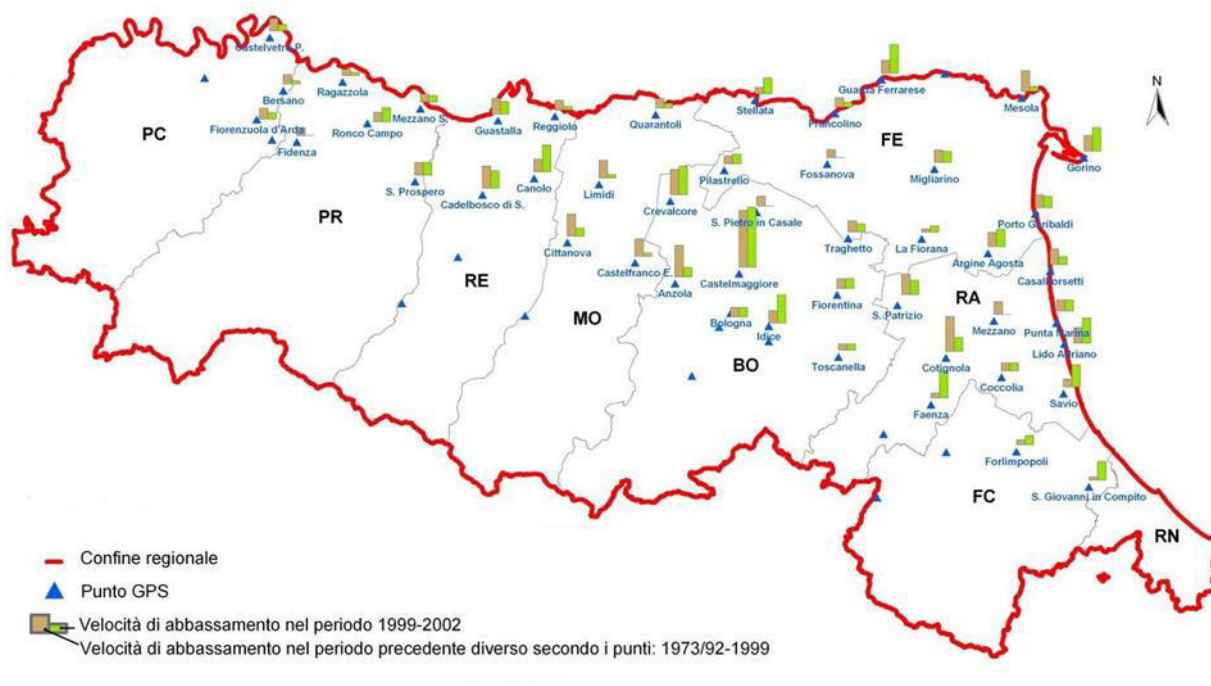 Castelvetro P.
N
Bersano
Ragazzola
Guarda Ferrarese
Mesola
Fiorenzuola d'Arda
Ronco Campo
Mezzano S.
Guastalla
Reggiolo
Quarantoli
Stellata
Francolino
PC
Fidenza
FE
Gorino
S. Prospero
Cadelbosco di S.
Canolo
Limidi
Crevalcore
Pilastrello
Fossanova
Migliarino
PR
S. Pietro in Casale
Porto Garibaldi
Cittanova
Traghetto
La Fiorana
Argine Agosta
RE
Castelfranco E.
Anzola
Castelmaggiore
Casalborsetti
MO
Bologna
Idice
Fiorentina
S. Patrizio
RA
Mezzano
Punta Marina
Lido Adriano
BO
Toscanella
Cotignola
Coccolia
Savio
Faenza
Forlimpopoli
FC
S. Giovanni in Compito
RN
Confine regionale
Punto GPS
Velocità di abbassamento nel periodo 1999-2002
Velocità di abbassamento nel periodo precedente diverso secondo i punti: 1973/92-1999